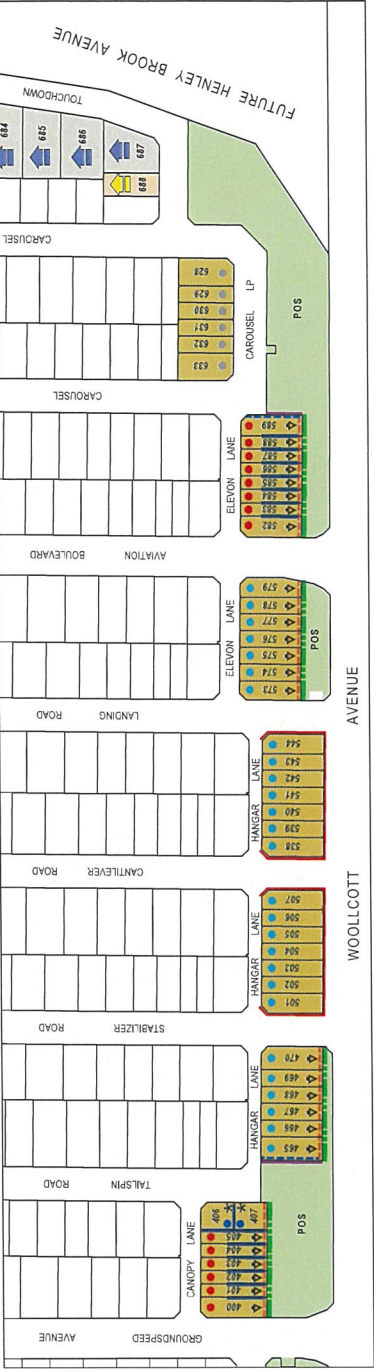 FUTURE HENLEY BROOK AVENUE
TOUCHDOWN
684
685
686
687
688
CAROUSEL
628
629
630
631
632
633
CAROUSEL LP
POS
CAROUSEL
589
588
587
586
585
584
583
582
ELEVON LANE
AVIATION BOULEVARD
579
578
577
576
575
574
573
ELEVON LANE
POS
LANDING ROAD
544
543
542
541
540
539
538
HANGAR LANE
CANTILEVER ROAD
507
506
505
504
503
502
501
HANGAR LANE
STABILIZER ROAD
470
469
468
467
466
465
HANGAR LANE
TAILSPIN ROAD
406
407
405
404
403
402
401
400
CANOPY LANE
POS
GROUNDSPEED AVENUE
WOOLLCOTT AVENUE